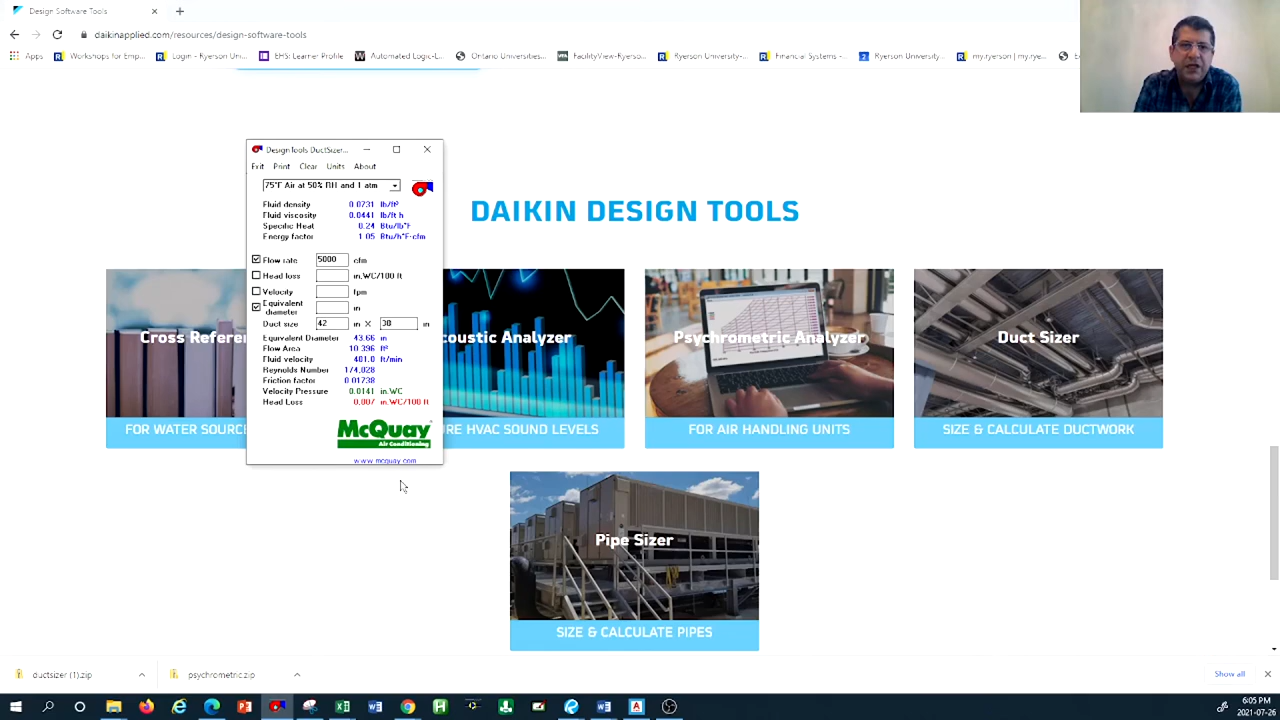 Design Software Tools
daikinapplied.com/resources/design-software-tools
Apps
Workshops for Emp...
Login - Ryerson Uni...
EHS: Learner Profile
Automated Logic-L...
Ontario Universities...
FacilityView-Ryerso...
Ryerson University-...
Financial Systems -...
Ryerson University...
my.ryerson | my.rye...
DAIKIN DESIGN TOOLS
DesignTools DuctSizer...
Exit Print Clear Units About
75°F Air at 50% RH and 1 atm
Fluid density 0.0731 lb/ft³
Fluid viscosity 0.0441 lb/ft·h
Specific Heat 0.24 Btu/lb°F
Energy factor 1.05 Btu/h°F·cfm
Flow rate 5000 cfm
Head loss in.WC/100 ft
Velocity fpm
Equivalent diameter in
Duct size 42 in X 38 in
Equivalent Diameter 43.66 in
Flow Area 10.396 ft²
Fluid velocity 481.0 ft/min
Reynolds Number 174,028
Friction factor 0.01738
Velocity Pressure 0.0141 in.WC
Head Loss 0.007 in.WC/100 ft
McQuay
Air Conditioning
www.mcquay.com
Cross Refere
FOR WATER SOURC
coustic Analyzer
URE HVAC SOUND LEVELS
Psychrometric Analyzer
FOR AIR HANDLING UNITS
Duct Sizer
SIZE & CALCULATE DUCTWORK
Pipe Sizer
SIZE & CALCULATE PIPES
ductsizer (1).zip
psychrometric.zip
Show all
6:05 PM
2021-07-26